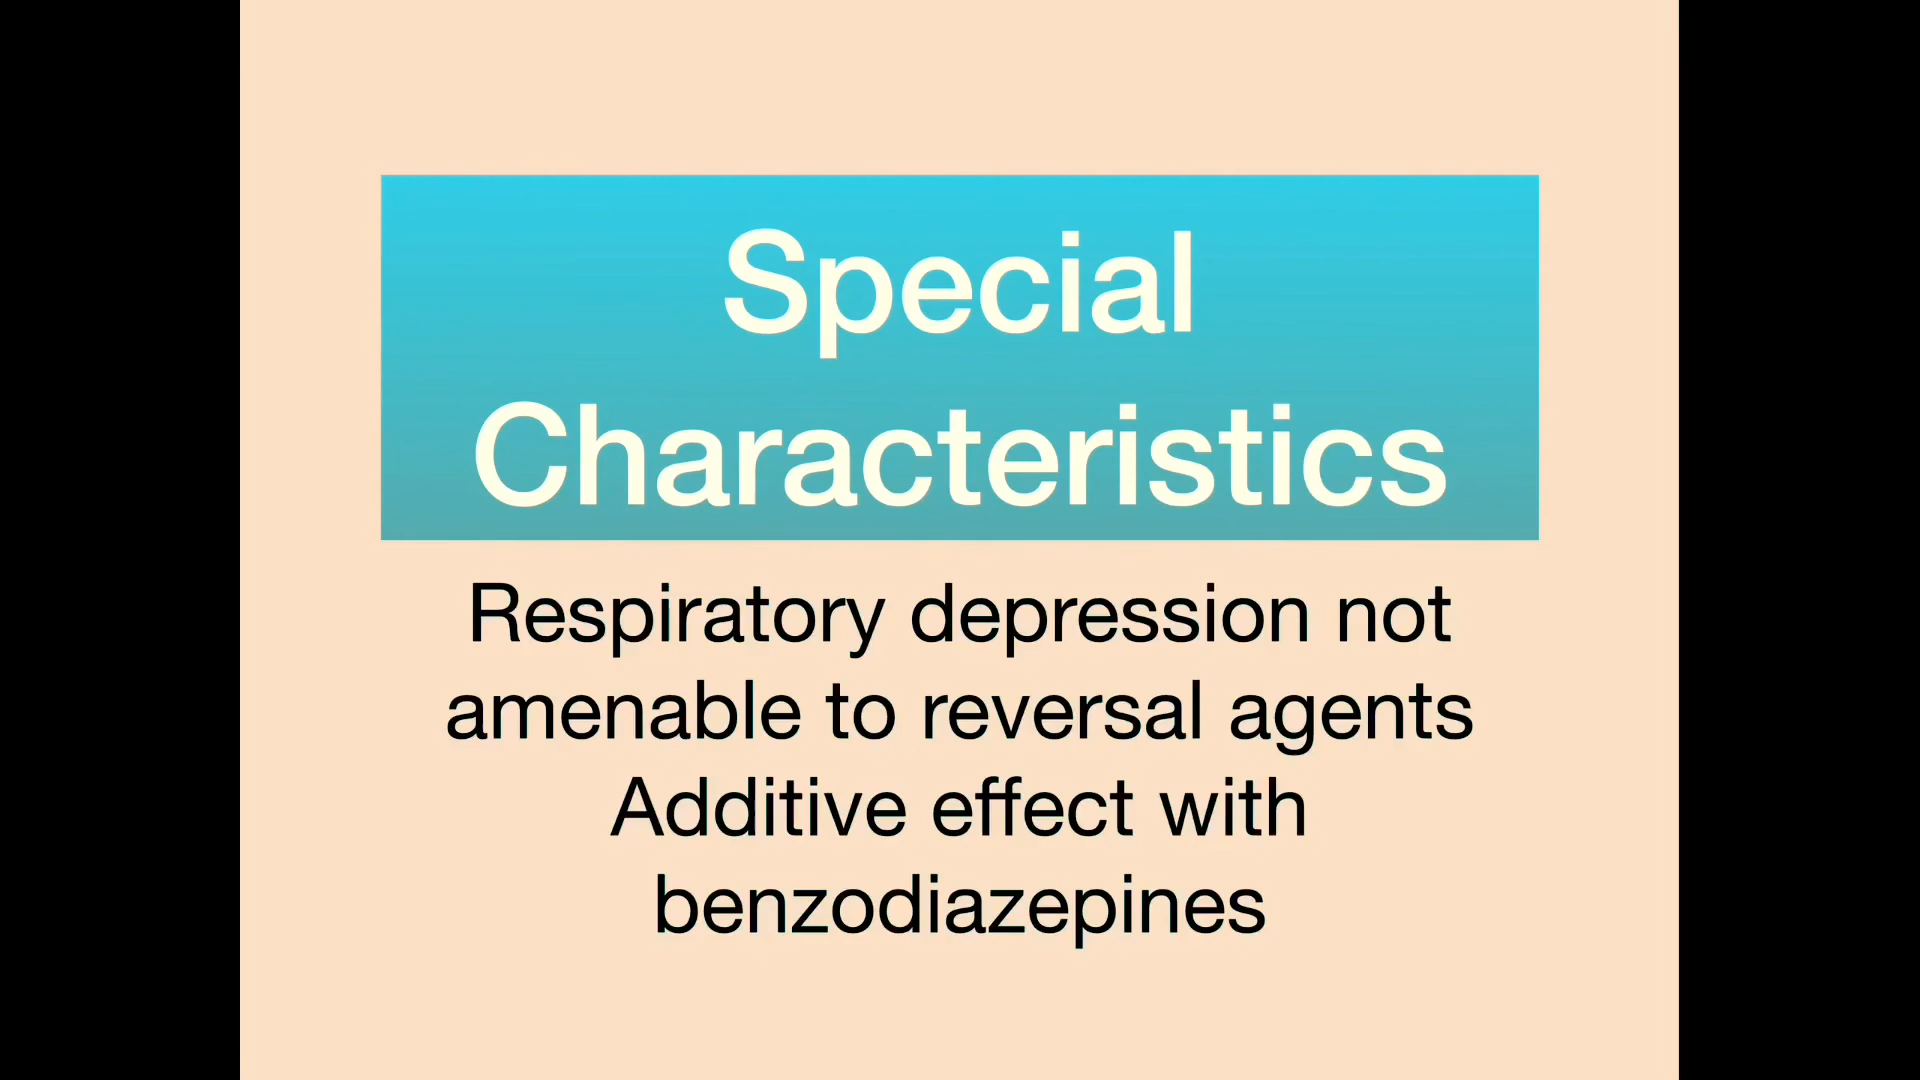 Special
Characteristics
Respiratory depression not
amenable to reversal agents
Additive effect with
benzodiazepines